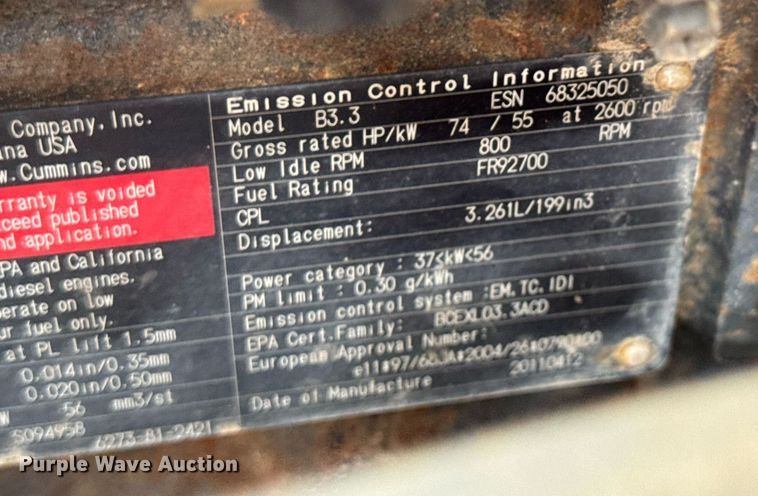 Company, Inc.
ana USA
w.Cummins.com
rranty is voided
ceed published
nd application.
PA and California
diesel engines.
perate on low
ur fuel only.
at PL lift 1.5mm
0.014in/0.35mm
0.020in/0.50mm
W 56 mm3/st
S094958 6273-81-2421
Emission Control Information
Model B3.3 ESN 68325050
Gross rated HP/kW 74 / 55 at 2600 rpm
Low Idle RPM 800 RPM
Fuel Rating FR92700
CPL
Displacement: 3.261L/199in3
Power category : 37<kW<56
PM limit : 0.30 g/kWh
Emission control system :EM,TC,IDI
EPA Cert.Family: BCEXL03.3ACD
European Approval Number:
e11#97/68JA#2004/26#0790#00
Date of Manufacture 20110412
Purple Wave Auction